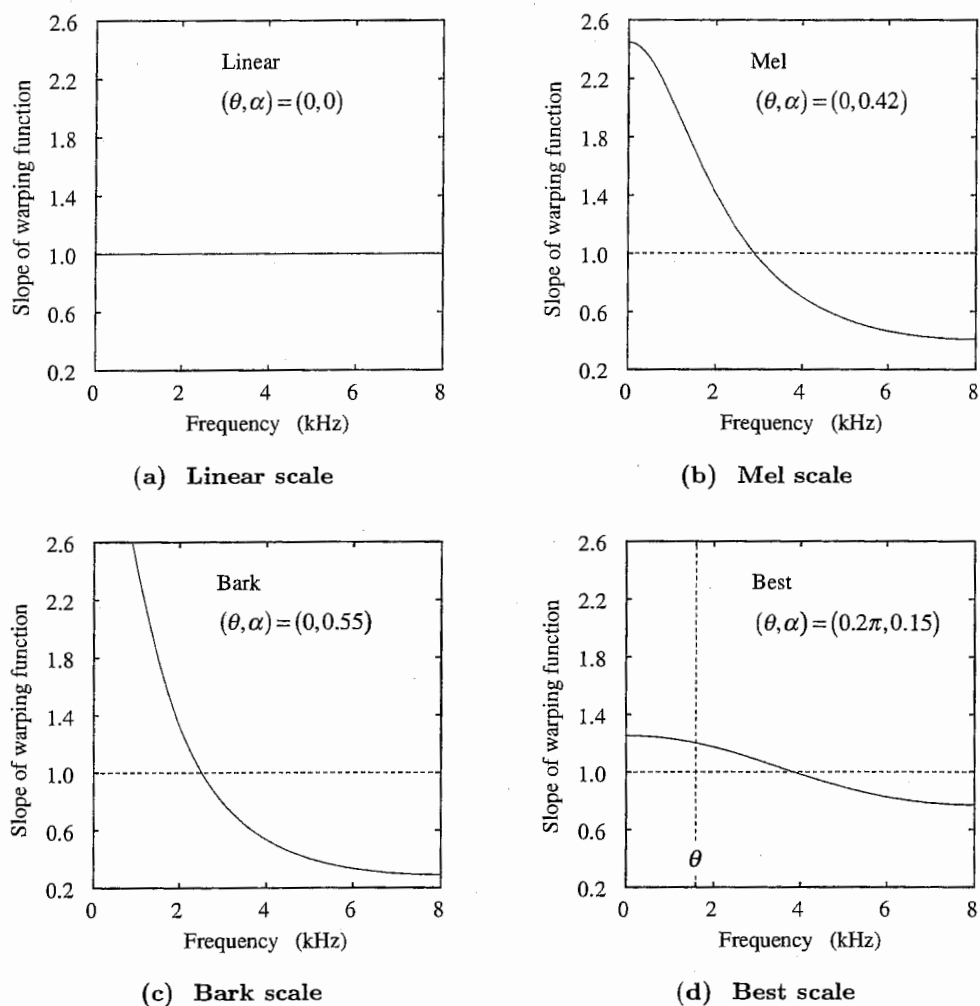 2.6
2.2
1.8
1.4
1.0
0.6
0.2
Slope of warping function
Linear
(θ,α)=(0,0)
0 2 4 6 8
Frequency (kHz)
(a) Linear scale
2.6
2.2
1.8
1.4
1.0
0.6
0.2
Slope of warping function
Mel
(θ,α)=(0,0.42)
0 2 4 6 8
Frequency (kHz)
(b) Mel scale
2.6
2.2
1.8
1.4
1.0
0.6
0.2
Slope of warping function
Bark
(θ,α)=(0,0.55)
0 2 4 6 8
Frequency (kHz)
(c) Bark scale
2.6
2.2
1.8
1.4
1.0
0.6
0.2
Slope of warping function
Best
(θ,α)=(0.2π,0.15)
θ
0 2 4 6 8
Frequency (kHz)
(d) Best scale